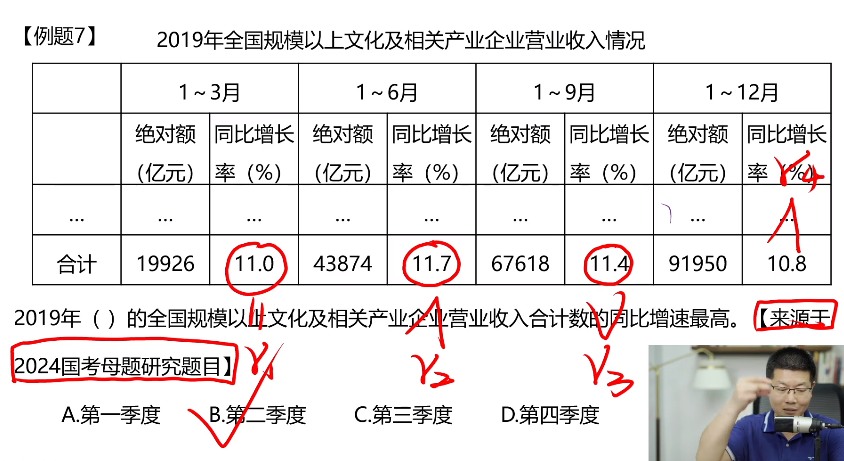 【例题7】
2019年全国规模以上文化及相关产业企业营业收入情况
1～3月 1～6月 1～9月 1～12月
绝对额（亿元） 同比增长率（%） 绝对额（亿元） 同比增长率（%） 绝对额（亿元） 同比增长率（%） 绝对额（亿元） 同比增长率（%）
... ... ... ... ... ... ... ... ...
合计 19926 11.0 43874 11.7 67618 11.4 91950 10.8
r4
2019年（ ）的全国规模以上文化及相关产业企业营业收入合计数的同比增速最高。【来源于
2024国考母题研究题目】
r1 r2 r3
A.第一季度 B.第二季度 C.第三季度 D.第四季度